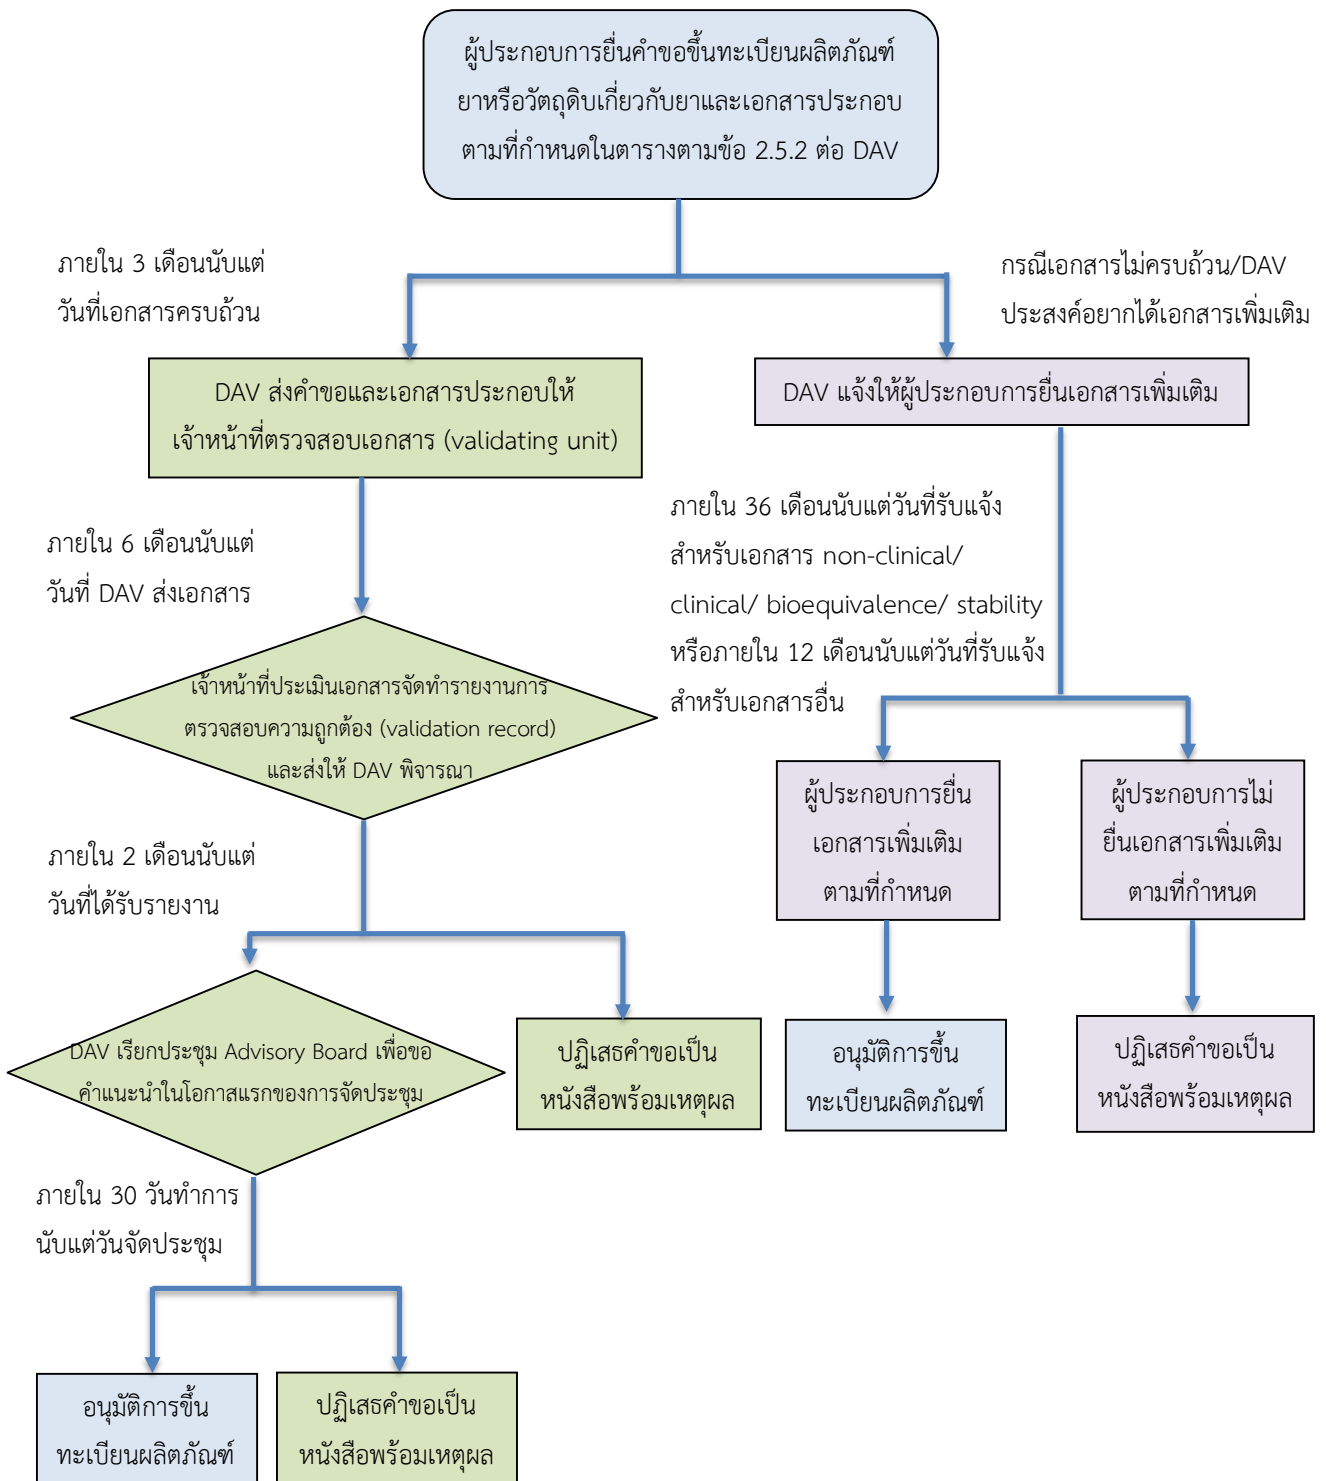 ผู้ประกอบการยื่นคำขอขึ้นทะเบียนผลิตภัณฑ์
ยาหรือวัตถุดิบเกี่ยวกับยาและเอกสารประกอบ
ตามที่กำหนดในตารางตามข้อ 2.5.2 ต่อ DAV
ภายใน 3 เดือนนับแต่
วันที่เอกสารครบถ้วน
กรณีเอกสารไม่ครบถ้วน/DAV
ประสงค์อยากได้เอกสารเพิ่มเติม
DAV ส่งคำขอและเอกสารประกอบให้
เจ้าหน้าที่ตรวจสอบเอกสาร (validating unit)
DAV แจ้งให้ผู้ประกอบการยื่นเอกสารเพิ่มเติม
ภายใน 6 เดือนนับแต่
วันที่ DAV ส่งเอกสาร
ภายใน 36 เดือนนับแต่วันที่รับแจ้ง
สำหรับเอกสาร non-clinical/
clinical/ bioequivalence/ stability
หรือภายใน 12 เดือนนับแต่วันที่รับแจ้ง
สำหรับเอกสารอื่น
เจ้าหน้าที่ประเมินเอกสารจัดทำรายงานการ
ตรวจสอบความถูกต้อง (validation record)
และส่งให้ DAV พิจารณา
ผู้ประกอบการยื่น
เอกสารเพิ่มเติม
ตามที่กำหนด
ผู้ประกอบการไม่
ยื่นเอกสารเพิ่มเติม
ตามที่กำหนด
ภายใน 2 เดือนนับแต่
วันที่ได้รับรายงาน
DAV เรียกประชุม Advisory Board เพื่อขอ
คำแนะนำในโอกาสแรกของการจัดประชุม
ปฏิเสธคำขอเป็น
หนังสือพร้อมเหตุผล
อนุมัติการขึ้น
ทะเบียนผลิตภัณฑ์
ปฏิเสธคำขอเป็น
หนังสือพร้อมเหตุผล
ภายใน 30 วันทำการ
นับแต่วันจัดประชุม
อนุมัติการขึ้น
ทะเบียนผลิตภัณฑ์
ปฏิเสธคำขอเป็น
หนังสือพร้อมเหตุผล